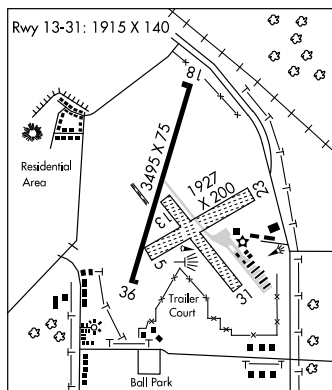 Rwy 13-31: 1915 X 140
18
3495 X 75
Residential
Area
1927
X 200
23
13
5
36
31
Trailer
Court
Ball Park